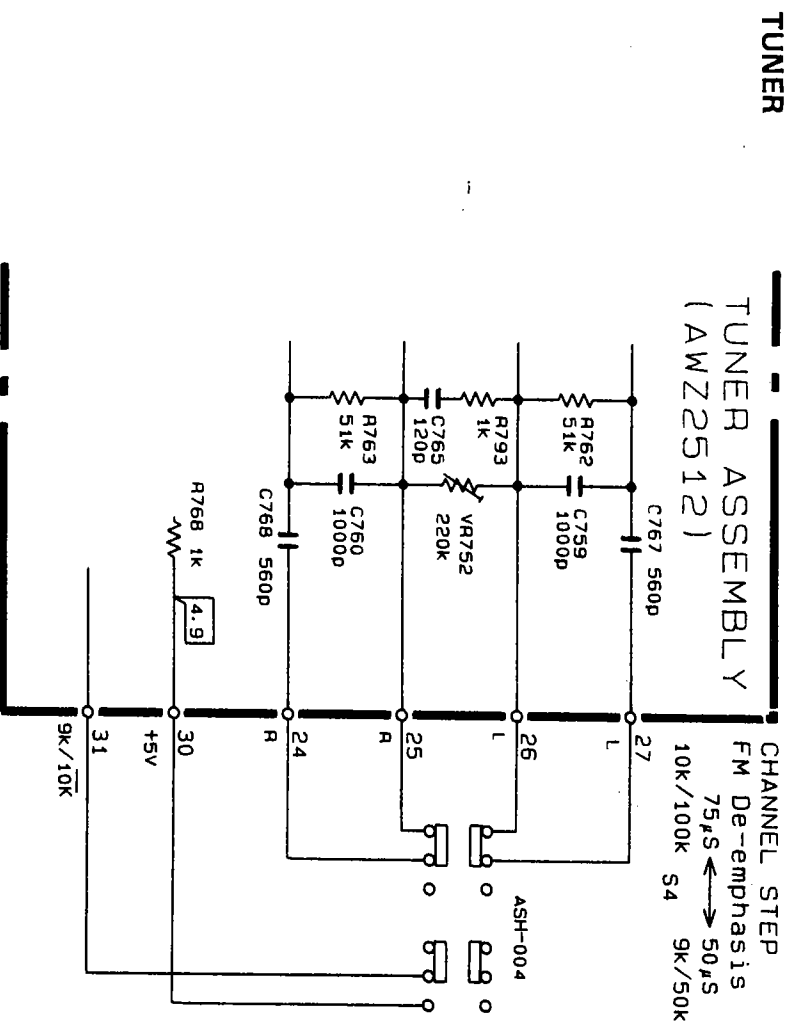 TUNER
TUNER ASSEMBLY
(AWZ2512)
CHANNEL STEP
FM De-emphasis
75µS ⟷ 50µS
10k/100k S4 9k/50k
C767 560p
R762
51k
C759
1000p
27
L
R793
1k
C765
120p
VR752
220k
26
L
ASH-004
R763
51k
C760
1000p
25
R
C768 560p
24
R
R768 1k
4.9
30
+5V
31
9k/10K